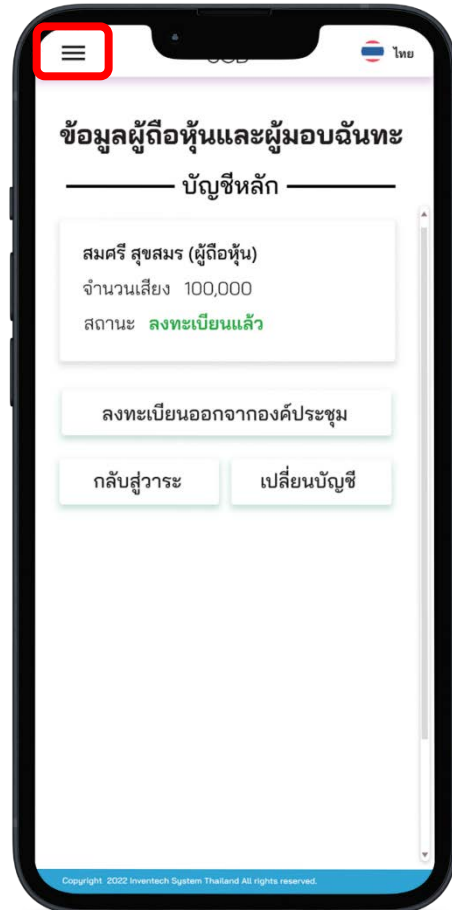 ไทย
ข้อมูลผู้ถือหุ้นและผู้มอบฉันทะ
บัญชีหลัก
สมศรี สุขสมร (ผู้ถือหุ้น)
จำนวนเสียง 100,000
สถานะ ลงทะเบียนแล้ว
ลงทะเบียนออกจากองค์ประชุม
กลับสู่วาระ เปลี่ยนบัญชี
Copyright 2022 Inventech System Thailand All rights reserved.